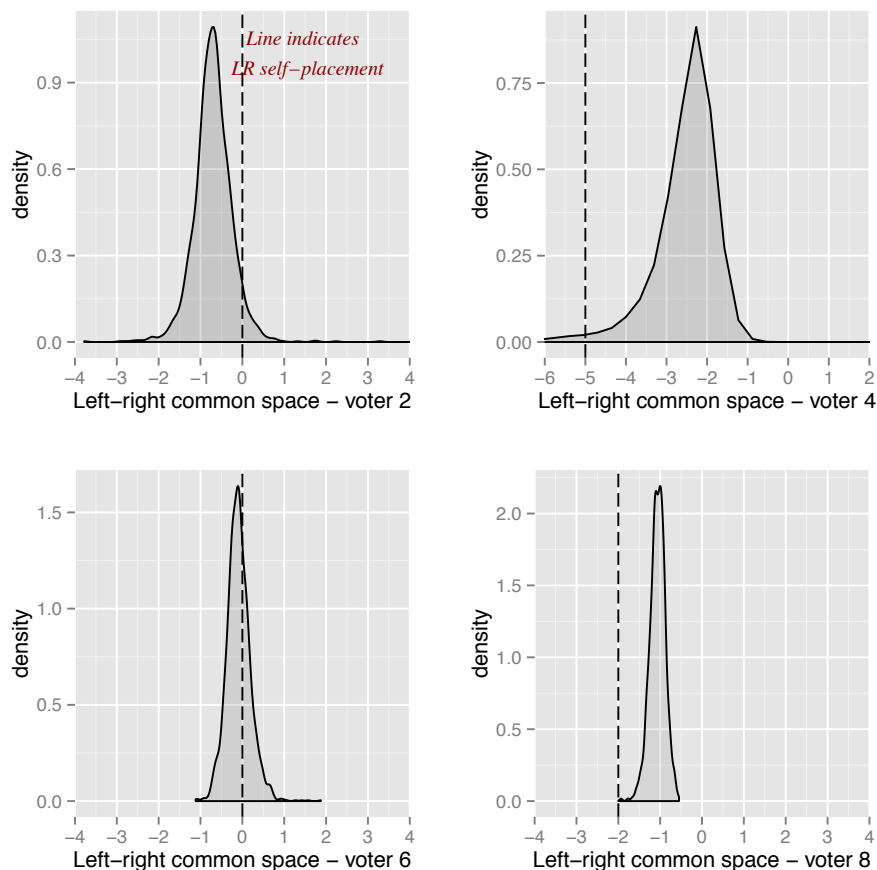 Line indicates
LR self−placement
density
0.9
0.6
0.3
0.0
−4 −3 −2 −1 0 1 2 3 4
Left−right common space − voter 2
density
0.75
0.50
0.25
0.00
−6 −5 −4 −3 −2 −1 0 1 2
Left−right common space − voter 4
density
1.5
1.0
0.5
0.0
−4 −3 −2 −1 0 1 2 3 4
Left−right common space − voter 6
density
2.0
1.5
1.0
0.5
0.0
−4 −3 −2 −1 0 1 2 3 4
Left−right common space − voter 8